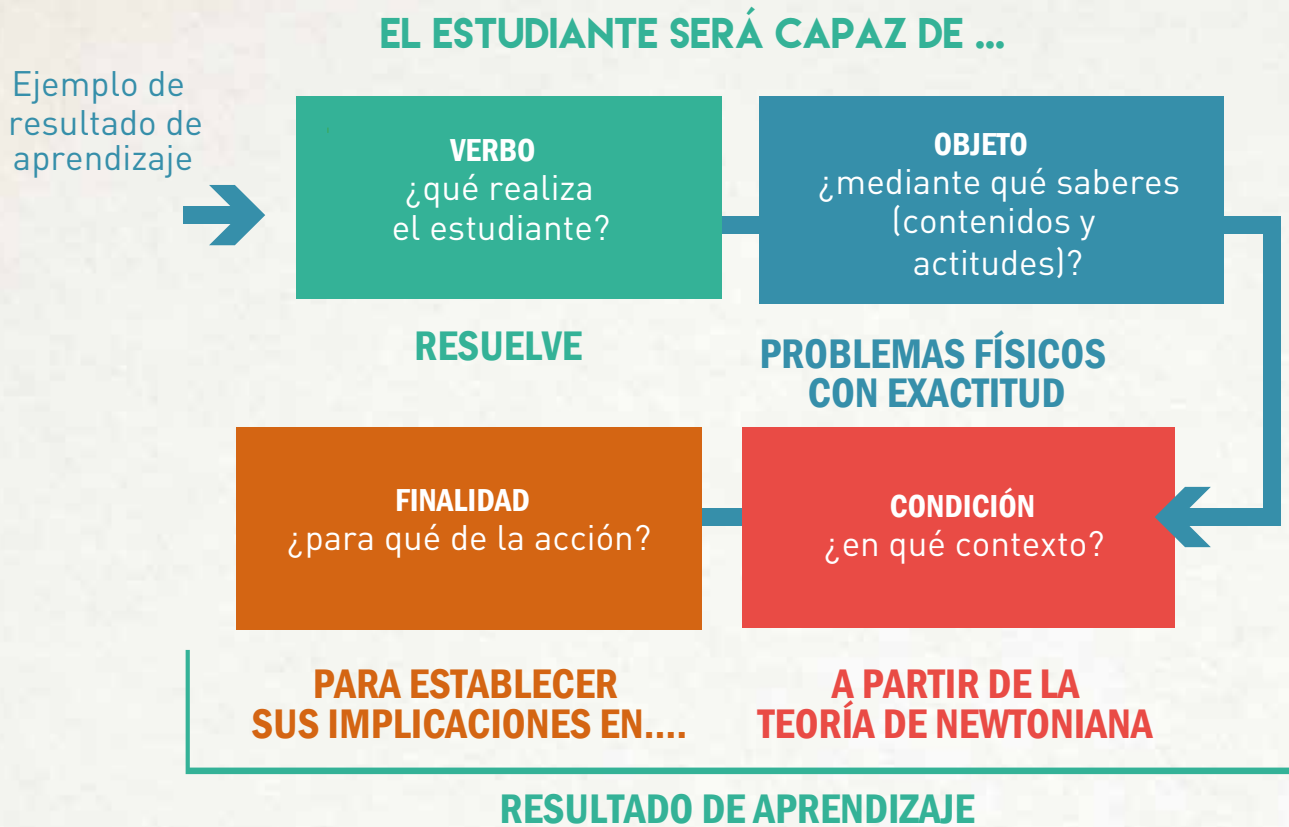 EL ESTUDIANTE SERÁ CAPAZ DE ...
Ejemplo de
resultado de
aprendizaje
VERBO
¿qué realiza
el estudiante?
OBJETO
¿mediante qué saberes
(contenidos y
actitudes)?
RESUELVE
PROBLEMAS FÍSICOS
CON EXACTITUD
CONDICIÓN
¿en qué contexto?
A PARTIR DE LA
TEORÍA DE NEWTONIANA
FINALIDAD
¿para qué de la acción?
PARA ESTABLECER
SUS IMPLICACIONES EN....
RESULTADO DE APRENDIZAJE